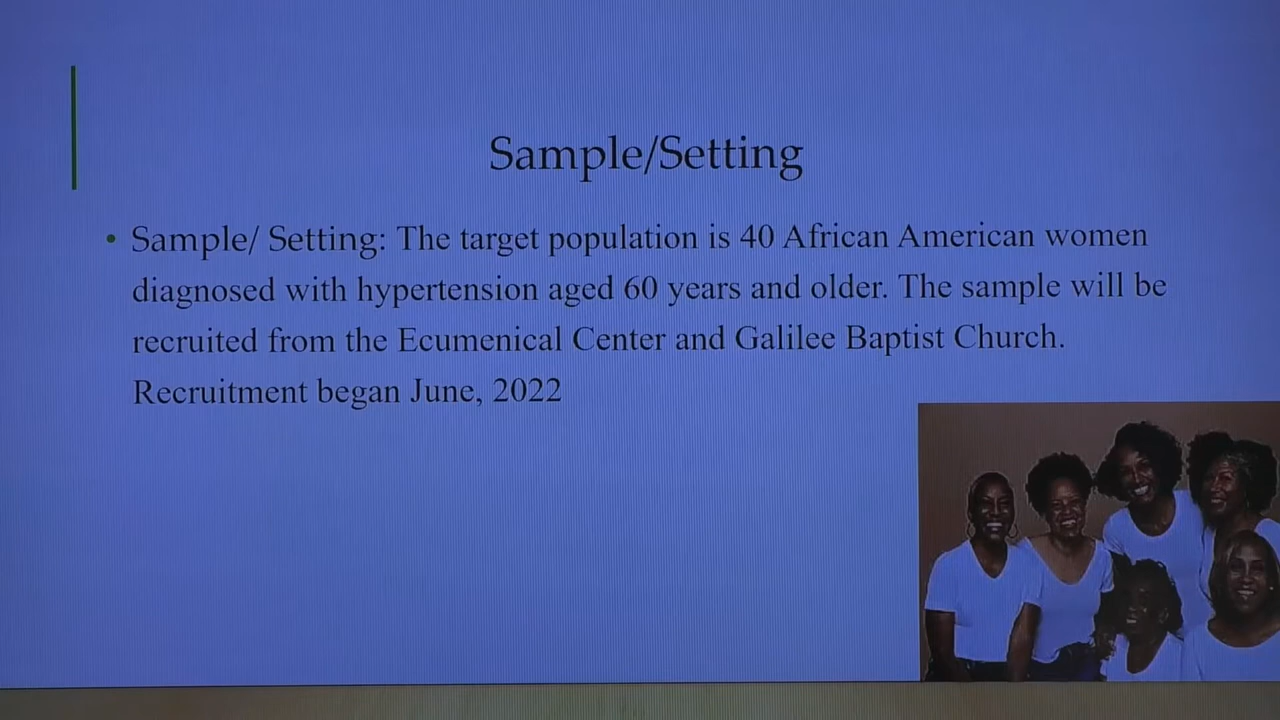 Sample/Setting
• Sample/ Setting: The target population is 40 African American women
diagnosed with hypertension aged 60 years and older. The sample will be
recruited from the Ecumenical Center and Galilee Baptist Church.
Recruitment began June, 2022